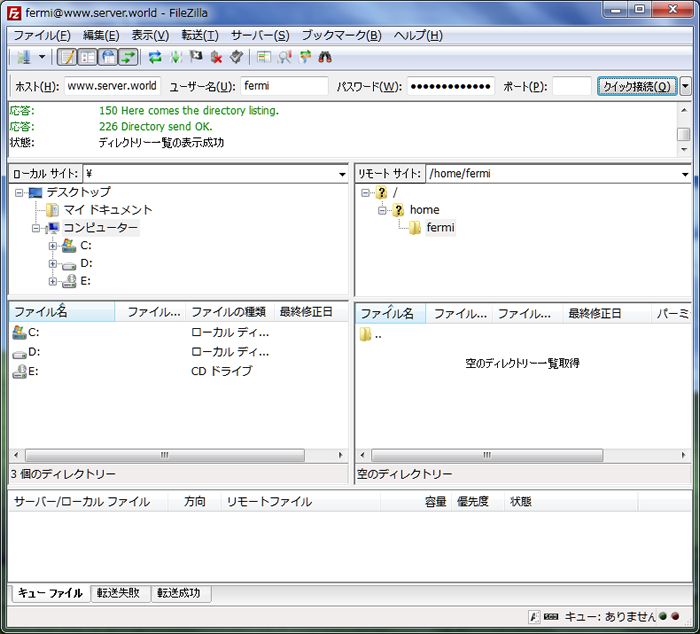 fermi@www.server.world - FileZilla
ファイル(F) 編集(E) 表示(V) 転送(T) サーバー(S) ブックマーク(B) ヘルプ(H)
ホスト(H): www.server.world ユーザー名(U): fermi パスワード(W): ●●●●●●●●●●●●● ポート(P): クイック接続(Q)
応答: 150 Here comes the directory listing.
応答: 226 Directory send OK.
状態: ディレクトリー一覧の表示成功
ローカル サイト: ¥ リモート サイト: /home/fermi
デスクトップ
マイ ドキュメント
コンピューター
C:
D:
E:
/
home
fermi
ファイル名 ファイル... ファイルの種類 最終修正日
C: ローカル ディ...
D: ローカル ディ...
E: CD ドライブ
3 個のディレクトリー
ファイル名 ファイル... ファイル... 最終修正日 パーミ
..
空のディレクトリー一覧取得
空のディレクトリー
サーバー/ローカル ファイル 方向 リモートファイル 容量 優先度 状態
キュー ファイル 転送失敗 転送成功
キュー: ありません